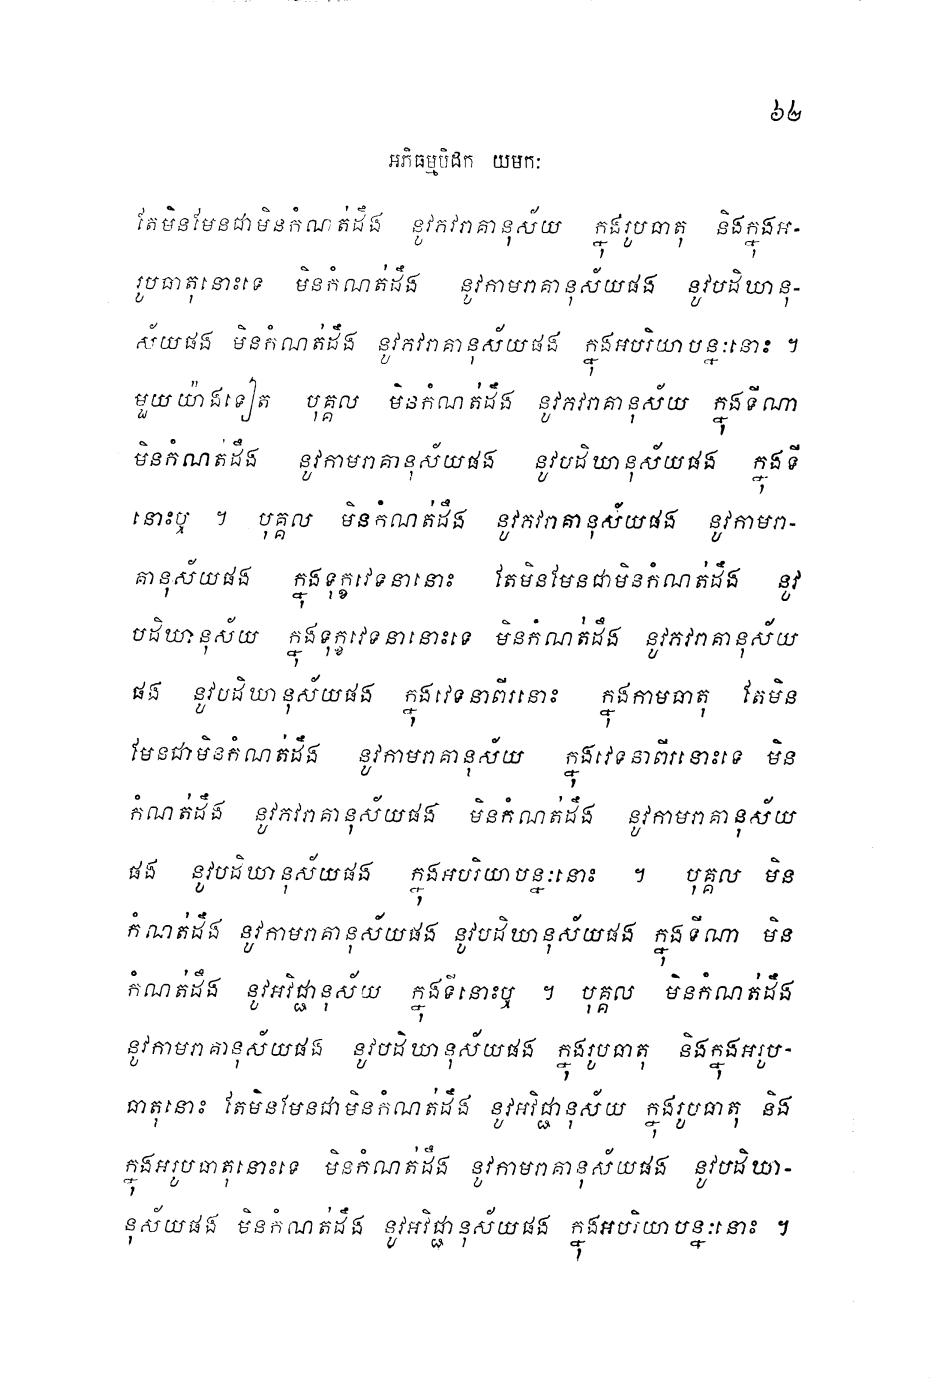 ៦២
អភិធម្មបិដក យមកៈ
តែមិនមែនជាមិនកំណត់ដឹង នូវភវរាគានុស័យ ក្នុងរូបធាតុ និងក្នុងអ-
រូបធាតុនោះទេ មិនកំណត់ដឹង នូវកាមរាគានុស័យផង នូវបដិឃានុ-
ស័យផង មិនកំណត់ដឹង នូវភវរាគានុស័យផង ក្នុងអបរិយាបន្នៈនោះ ។
មួយយ៉ាងទៀត បុគ្គល មិនកំណត់ដឹង នូវភវរាគានុស័យ ក្នុងទីណា
មិនកំណត់ដឹង នូវកាមរាគានុស័យផង នូវបដិឃានុស័យផង ក្នុងទី
នោះឬ ។ បុគ្គល មិនកំណត់ដឹង នូវភវរាគានុស័យផង នូវកាមរា-
គានុស័យផង ក្នុងទុក្ខវេទនានោះ តែមិនមែនជាមិនកំណត់ដឹង នូវ
បដិឃានុស័យ ក្នុងទុក្ខវេទនានោះទេ មិនកំណត់ដឹង នូវភវរាគានុស័យ
ផង នូវបដិឃានុស័យផង ក្នុងវេទនាពីរនោះ ក្នុងកាមធាតុ តែមិន
មែនជាមិនកំណត់ដឹង នូវកាមរាគានុស័យ ក្នុងវេទនាពីរនោះទេ មិន
កំណត់ដឹង នូវភវរាគានុស័យផង មិនកំណត់ដឹង នូវកាមរាគានុស័យ
ផង នូវបដិឃានុស័យផង ក្នុងអបរិយាបន្នៈនោះ ។ បុគ្គល មិន
កំណត់ដឹង នូវកាមរាគានុស័យផង នូវបដិឃានុស័យផង ក្នុងទីណា មិន
កំណត់ដឹង នូវអវិជ្ជានុស័យ ក្នុងទីនោះឬ ។ បុគ្គល មិនកំណត់ដឹង
នូវកាមរាគានុស័យផង នូវបដិឃានុស័យផង ក្នុងរូបធាតុ និងក្នុងអរូប-
ធាតុនោះ តែមិនមែនជាមិនកំណត់ដឹង នូវអវិជ្ជានុស័យ ក្នុងរូបធាតុ និង
ក្នុងអរូបធាតុនោះទេ មិនកំណត់ដឹង នូវកាមរាគានុស័យផង នូវបដិឃា-
នុស័យផង មិនកំណត់ដឹង នូវអវិជ្ជានុស័យផង ក្នុងអបរិយាបន្នៈនោះ ។